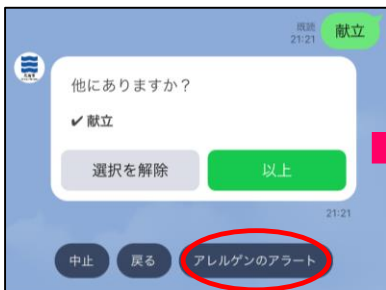 既読
21:21
献立
他にありますか？
✔ 献立
選択を解除
以上
21:21
中止
戻る
アレルゲンのアラート